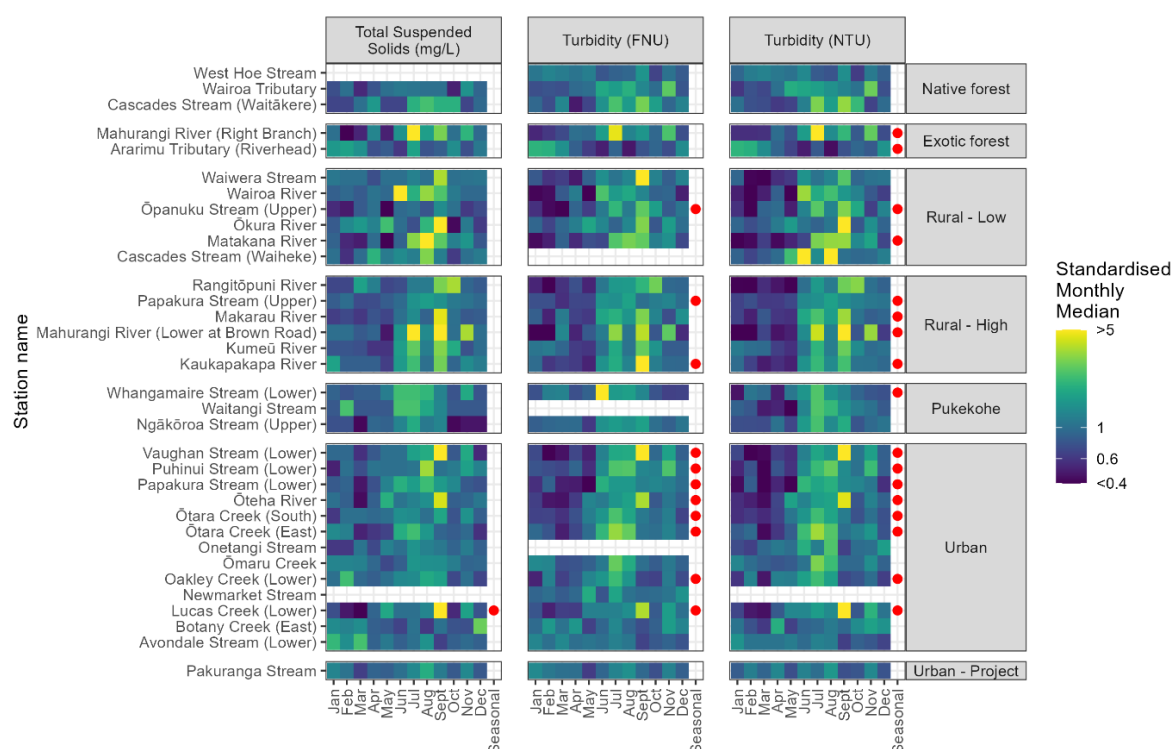 Total Suspended
Solids (mg/L)
Turbidity (FNU)
Turbidity (NTU)
West Hoe Stream
Wairoa Tributary
Cascades Stream (Waitākere)
Native forest
Mahurangi River (Right Branch)
Ararimu Tributary (Riverhead)
Exotic forest
Waiwera Stream
Wairoa River
Ōpanuku Stream (Upper)
Ōkura River
Matakana River
Cascades Stream (Waiheke)
Rural - Low
Rangitōpuni River
Papakura Stream (Upper)
Makarau River
Mahurangi River (Lower at Brown Road)
Kumeū River
Kaukapakapa River
Rural - High
Whangamaire Stream (Lower)
Waitangi Stream
Ngākōroa Stream (Upper)
Pukekohe
Vaughan Stream (Lower)
Puhinui Stream (Lower)
Papakura Stream (Lower)
Ōteha River
Ōtara Creek (South)
Ōtara Creek (East)
Onetangi Stream
Ōmaru Creek
Oakley Creek (Lower)
Newmarket Stream
Lucas Creek (Lower)
Botany Creek (East)
Avondale Stream (Lower)
Urban
Pakuranga Stream
Urban - Project
Station name
Jan Feb Mar Apr May Jun Jul Aug Sept Oct Nov Dec Seasonal
Jan Feb Mar Apr May Jun Jul Aug Sept Oct Nov Dec Seasonal
Jan Feb Mar Apr May Jun Jul Aug Sept Oct Nov Dec Seasonal
Standardised
Monthly
Median
>5
1
0.6
<0.4